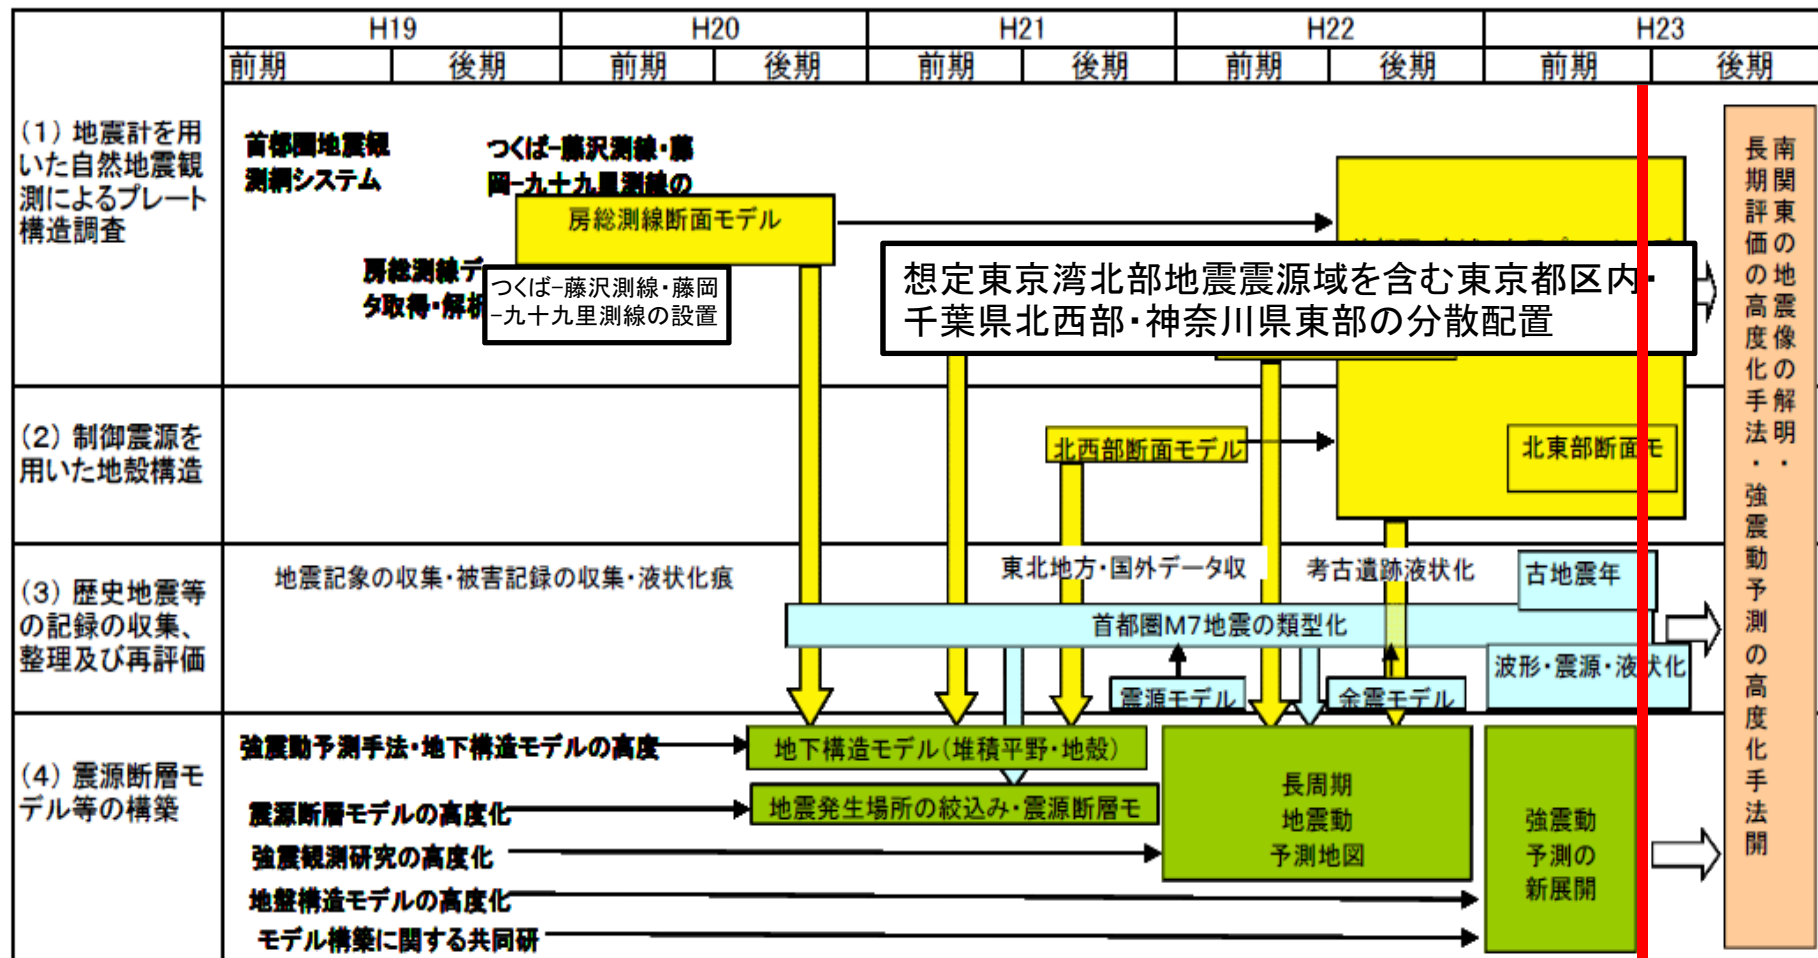 H19
H20
H21
H22
H23
前期
後期
前期
後期
前期
後期
前期
後期
前期
後期
(1) 地震計を用
いた自然地震観
測によるプレート
構造調査
首都圏地震観
測網システム
つくば-藤沢測線・藤
岡-九十九里測線の
房総測線断面モデル
房総測線デ
タ取得・解析
つくば-藤沢測線・藤岡
-九十九里測線の設置
想定東京湾北部地震震源域を含む東京都区内・
千葉県北西部・神奈川県東部の分散配置
(2) 制御震源を
用いた地殻構造
北西部断面モデル
北東部断面モ
(3) 歴史地震等
の記録の収集、
整理及び再評価
地震記象の収集・被害記録の収集・液状化痕
東北地方・国外データ収
考古遺跡液状化
古地震年
首都圏M7地震の類型化
震源モデル
余震モデル
波形・震源・液状化
(4) 震源断層モ
デル等の構築
強震動予測手法・地下構造モデルの高度
地下構造モデル(堆積平野・地殻)
震源断層モデルの高度化
地震発生場所の絞込み・震源断層モ
強震観測研究の高度化
地盤構造モデルの高度化
モデル構築に関する共同研
長周期
地震動
予測地図
強震動
予測の
新展開
南関東の地震像の解明・
長期評価の高度化手法・強震動予測の高度化手法開